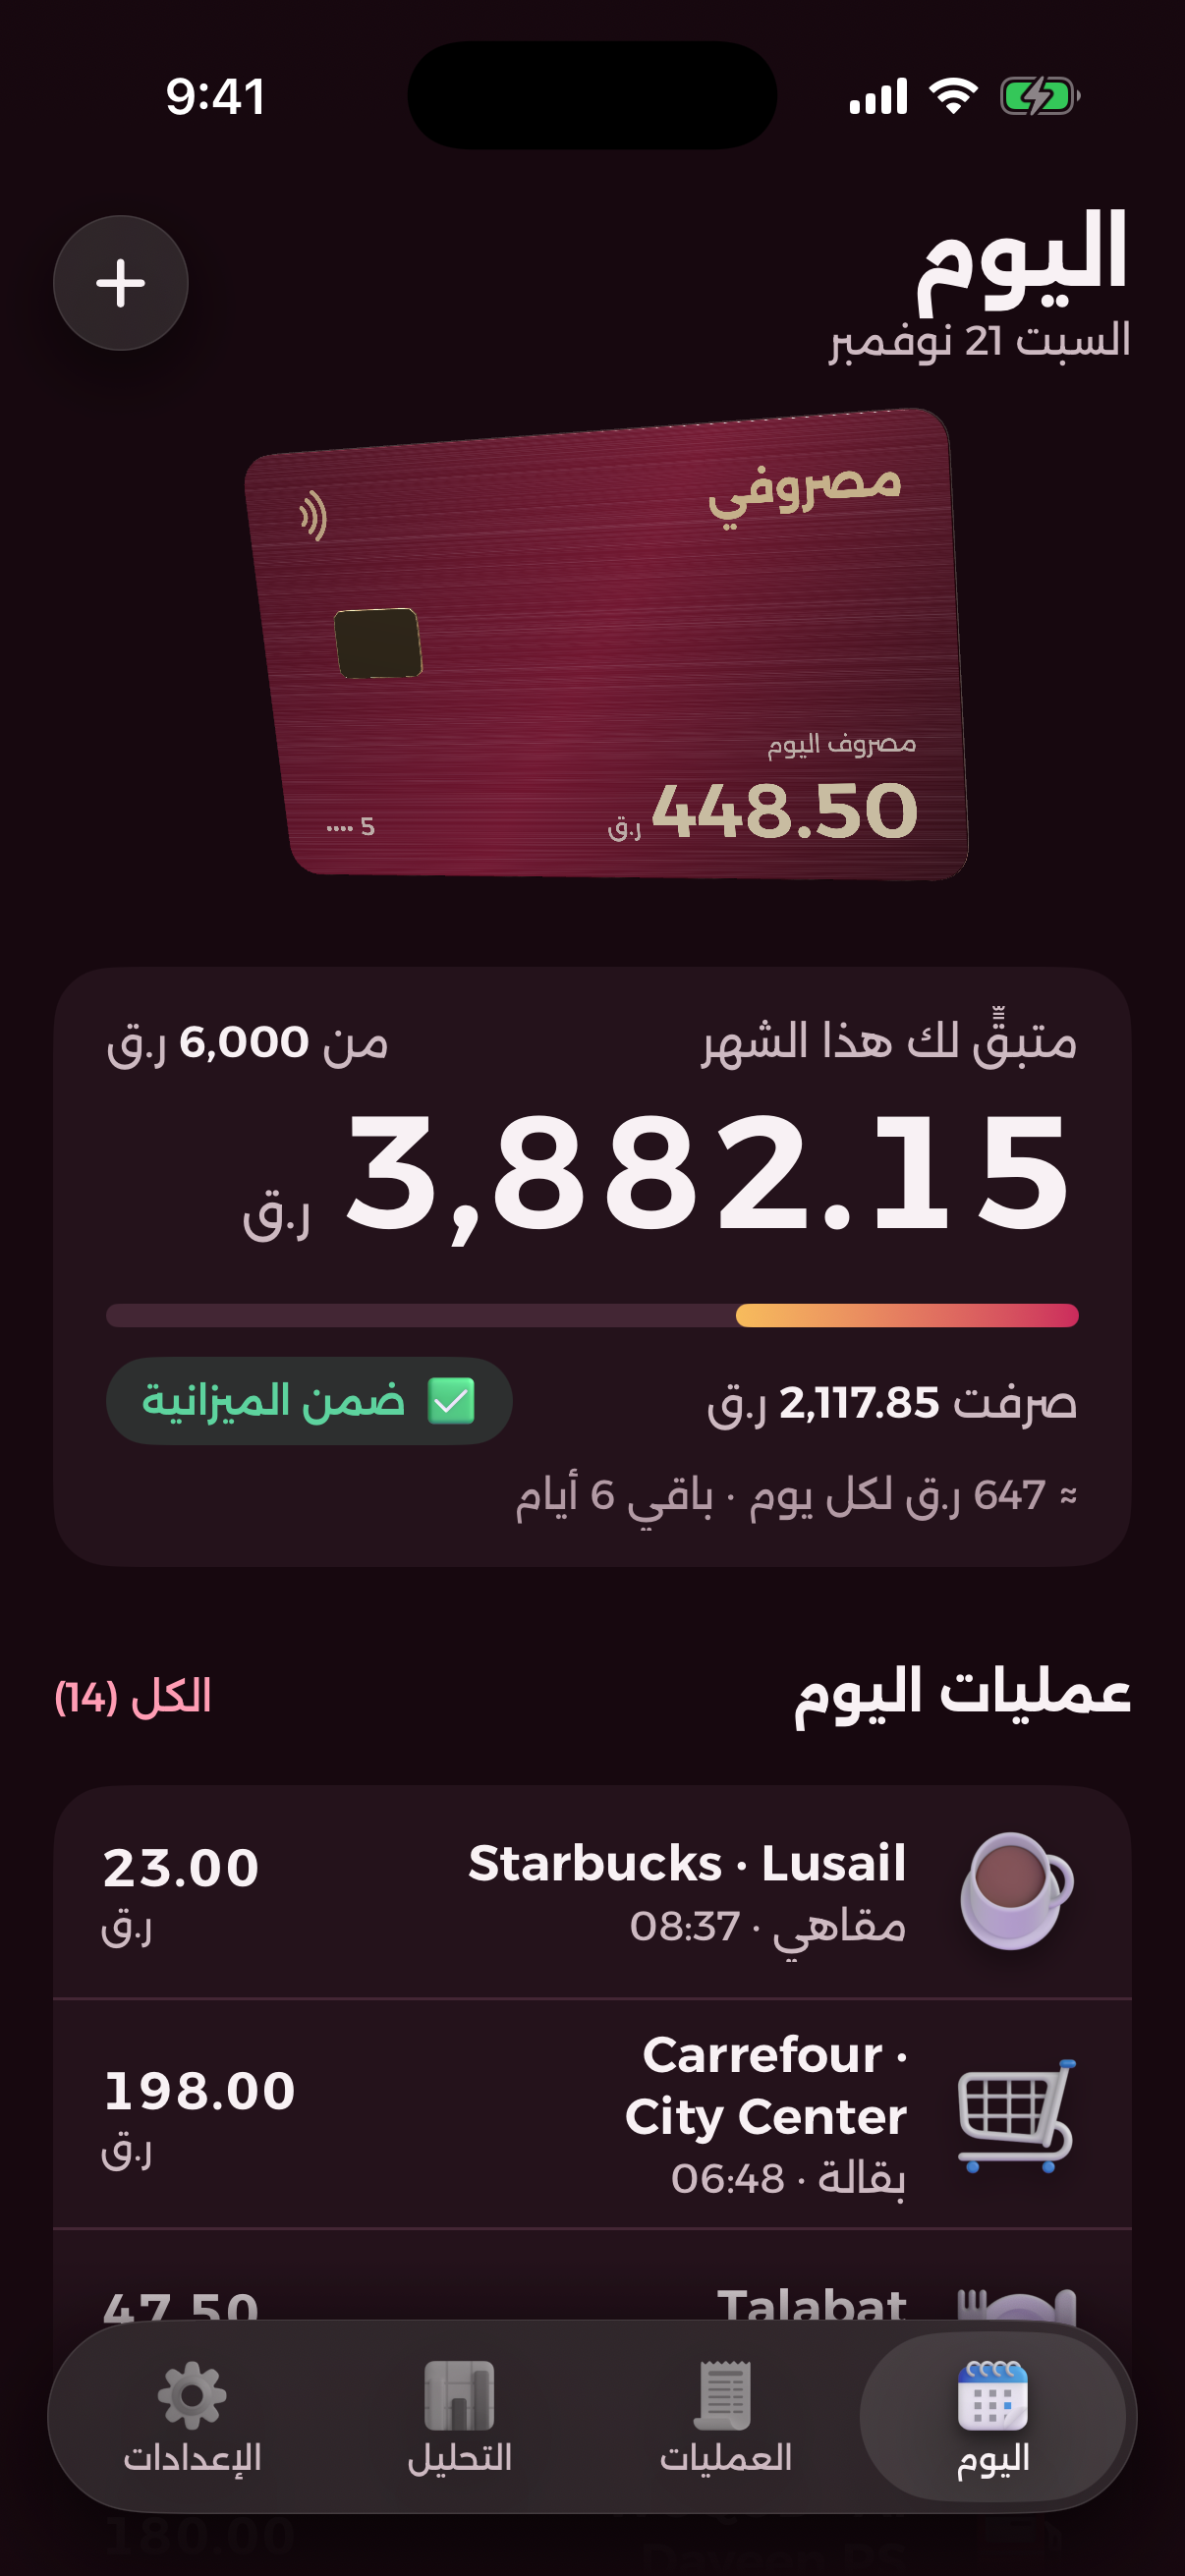 9:41
اليوم
السبت 21 نوفمبر
مصروفي
مصروف اليوم
448.50 ر.ق
•••• 5
متبقٍّ لك هذا الشهر
من 6,000 ر.ق
3,882.15 ر.ق
صرفت 2,117.85 ر.ق
ضمن الميزانية
≈ 647 ر.ق لكل يوم · باقي 6 أيام
عمليات اليوم
الكل (14)
Starbucks · Lusail
مقاهي · 08:37
23.00
ر.ق
Carrefour ·
City Center
بقالة · 06:48
198.00
ر.ق
Talabat
47.50
اليوم
العمليات
التحليل
الإعدادات
180.00